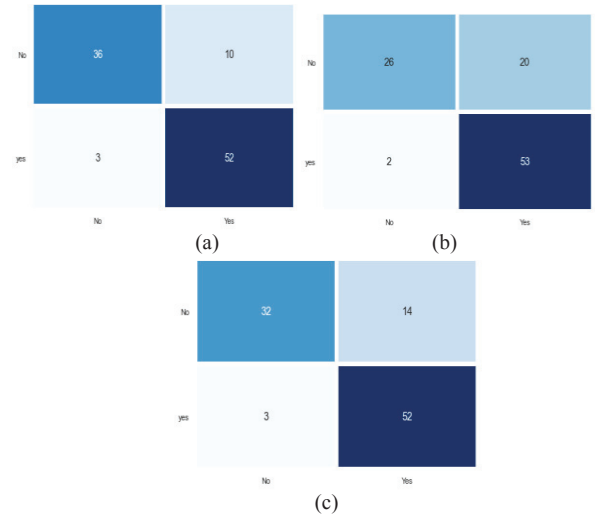 No 36 10
yes 3 52
No Yes
(a)
No 26 20
yes 2 53
No Yes
(b)
No 32 14
yes 3 52
No Yes
(c)